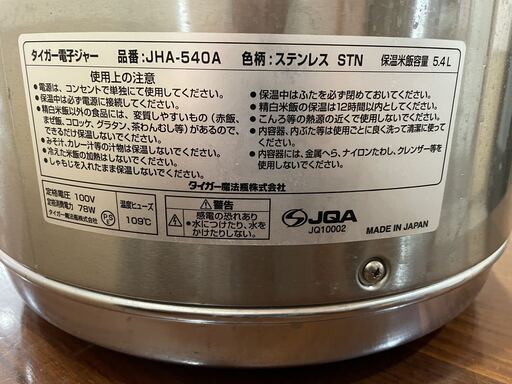 タイガー電子ジャー 品番:JHA-540A 色柄:ステンレス STN 保温米飯容量 5.4L
使用上の注意
●電源は、コンセントで単独にて使用してください。
●保温中は必ず電源に接続してください。
●精白米飯以外の食品には、変質しやすいもの(赤飯、
まぜ飯、コロッケ、グラタン、茶わんむし等)があるので、
できるだけ保温しないでください。
●みそ汁、カレー汁等の汁物は保温しないでください。
●冷えた米飯の加熱はしないでください。
●しゃもじを入れたまま保温しないでください。
●保温中はふたを必ず閉めておいてください。
●精白米飯の保温は12時間以内としてください。
●こんろ等の熱気の近くで使用しないでください。
●内容器、内ぶた等は使用ごとに良く洗って清潔に使って
ください。
●内容器には、金属へら、ナイロンたわし、クレンザー等を
使用しないでください。
タイガー魔法瓶株式会社
定格電圧 100V
定格消費電力 78W
タイガー魔法瓶株式会社
PS
E
温度ヒューズ
109℃
⚠警告
感電の恐れあり
●水につけたり、水を
かけたりしない。
JQA
JQ10002
MADE IN JAPAN